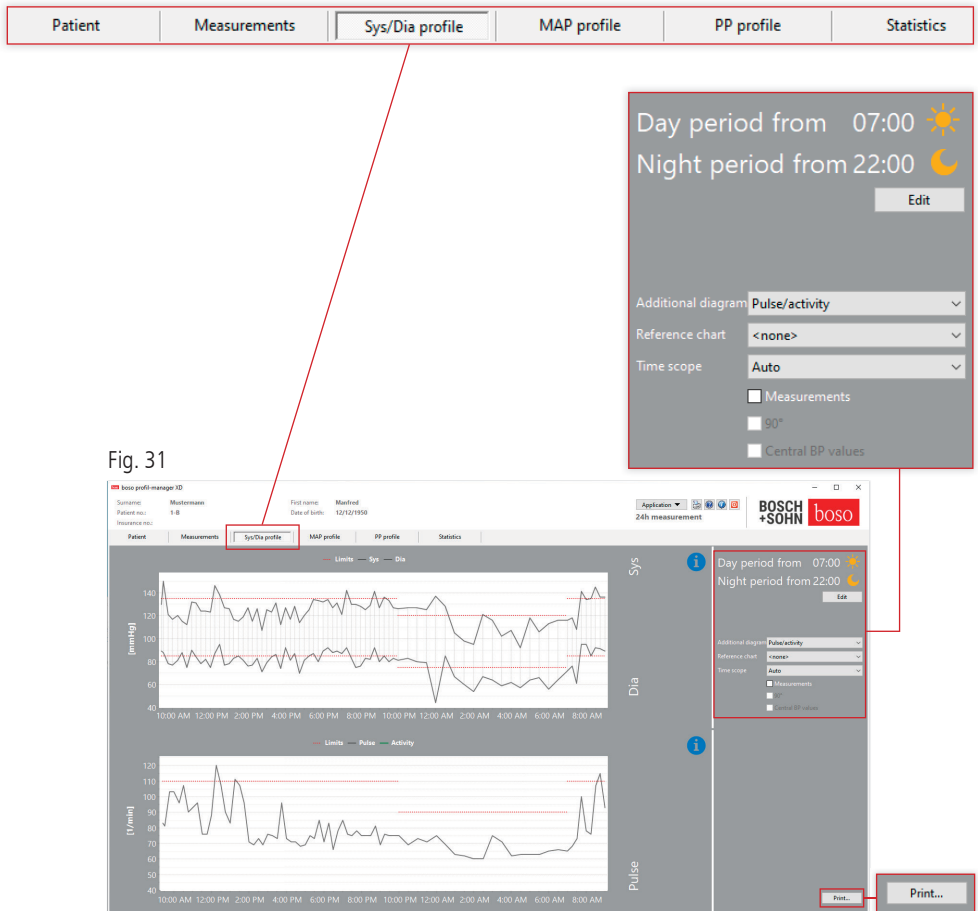 Patient Measurements Sys/Dia profile MAP profile PP profile Statistics
Day period from 07:00
Night period from 22:00
Edit
Additional diagram Pulse/activity
Reference chart <none>
Time scope Auto
Measurements
90°
Central BP values
Fig. 31
boso profil-manager XD
Surname: Mustermann First name: Manfred
Patient no.: 1-B Date of birth: 12/12/1950
Insurance no.:
Application
24h measurement
BOSCH
+SOHN
boso
Patient Measurements Sys/Dia profile MAP profile PP profile Statistics
Limits Sys Dia
Sys
Dia
[mmHg]
140
120
100
80
60
40
10:00 AM 12:00 PM 2:00 PM 4:00 PM 6:00 PM 8:00 PM 10:00 PM 12:00 AM 2:00 AM 4:00 AM 6:00 AM 8:00 AM
Day period from 07:00
Night period from 22:00
Edit
Additional diagram Pulse/activity
Reference chart <none>
Time scope Auto
Measurements
90°
Central BP values
Limits Pulse Activity
Pulse
[1/min]
120
110
100
90
80
70
60
50
40
10:00 AM 12:00 PM 2:00 PM 4:00 PM 6:00 PM 8:00 PM 10:00 PM 12:00 AM 2:00 AM 4:00 AM 6:00 AM 8:00 AM
Print...
Print...